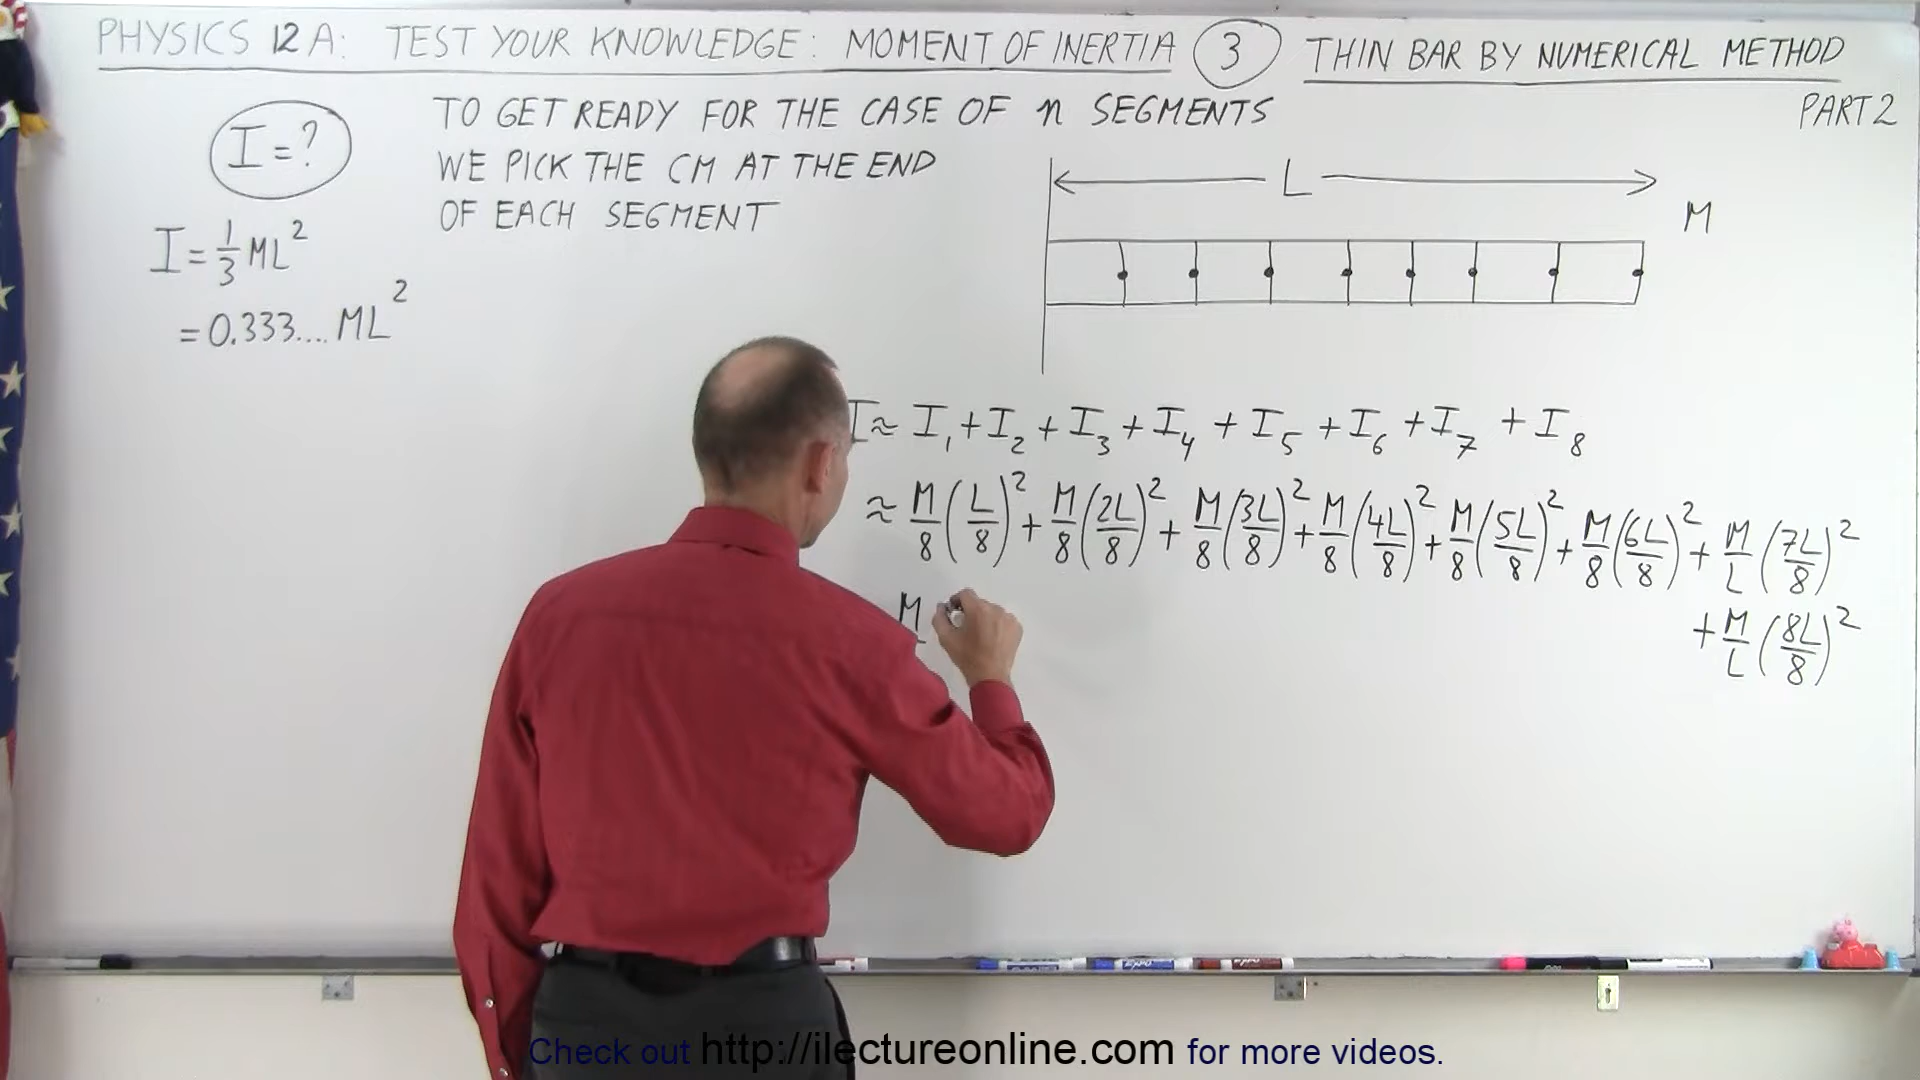 PHYSICS 12A: TEST YOUR KNOWLEDGE: MOMENT OF INERTIA 3 THIN BAR BY NUMERICAL METHOD
PART 2
I = ?
TO GET READY FOR THE CASE OF n SEGMENTS
WE PICK THE CM AT THE END
OF EACH SEGMENT
L
M
I = 1/3 ML²
= 0.333.... ML²
I ≈ I₁ + I₂ + I₃ + I₄ + I₅ + I₆ + I₇ + I₈
≈ M/8 (L/8)² + M/8 (2L/8)² + M/8 (3L/8)² + M/8 (4L/8)² + M/8 (5L/8)² + M/8 (6L/8)² + M/L (7L/8)²
+ M/L (8L/8)²
M
EXPO
Check out http://ilectureonline.com for more videos.